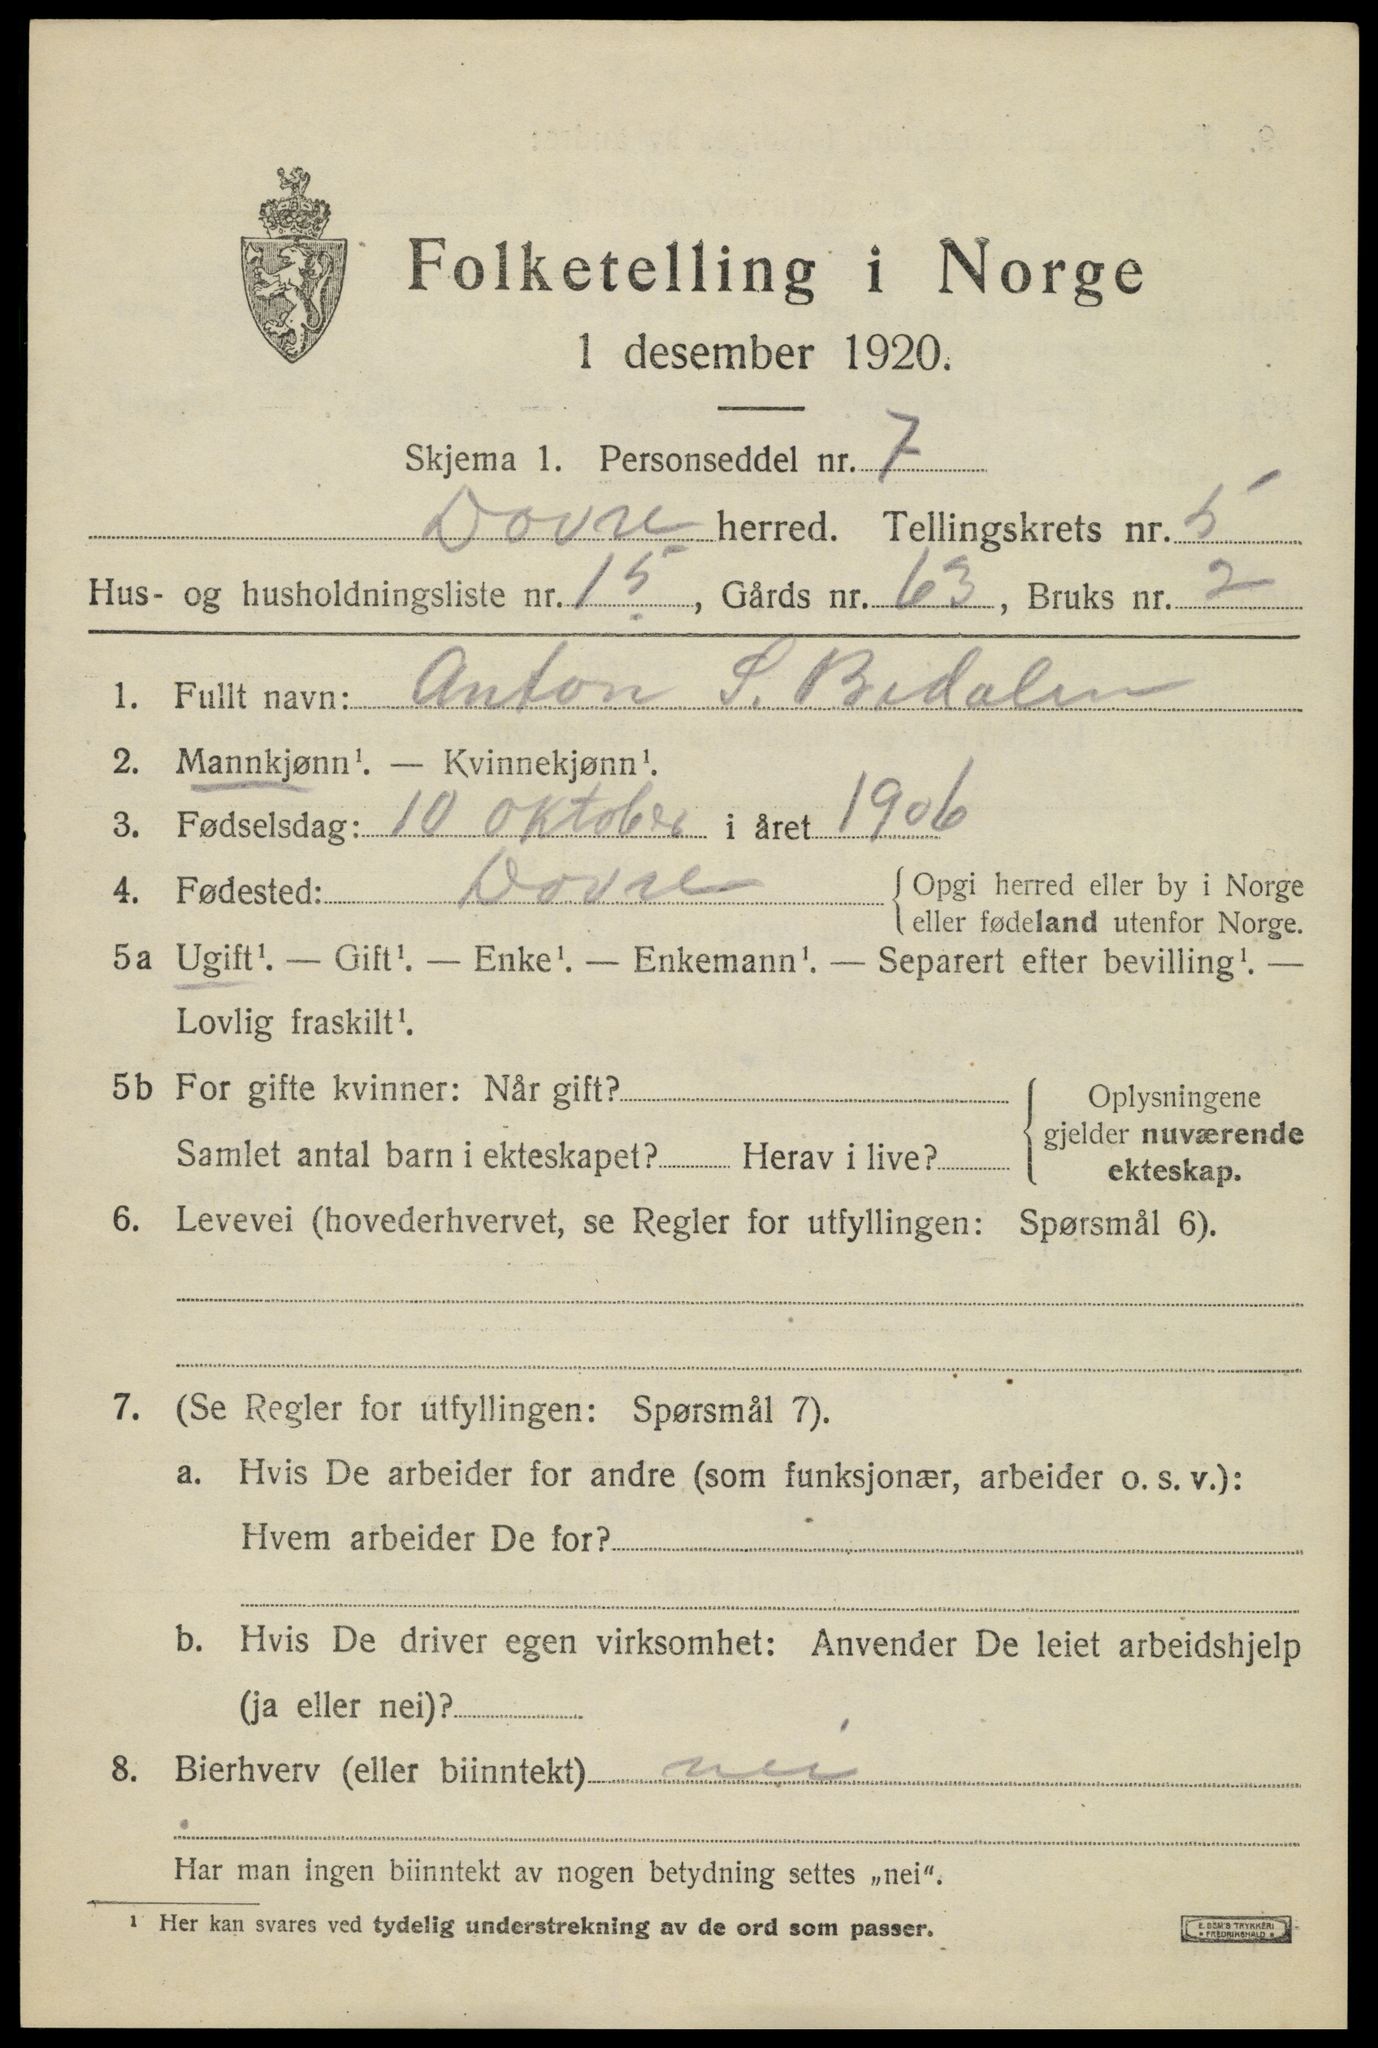 Folketelling i Norge
1 desember 1920.
Skjema 1. Personseddel nr. 7
Dovre herred. Tellingskrets nr. 5
Hus- og husholdningsliste nr. 15, Gårds nr. 63, Bruks nr. 2
1. Fullt navn: Anton S. Bidalen
2. Mannkjønn¹. — Kvinnekjønn¹.
3. Fødselsdag: 10 oktober i året 1906
4. Fødested: Dovre { Opgi herred eller by i Norge
eller fødeland utenfor Norge.
5a Ugift¹. — Gift¹. — Enke¹. — Enkemann¹. — Separert efter bevilling¹. —
Lovlig fraskilt¹.
5b For gifte kvinner: Når gift?
Samlet antal barn i ekteskapet? Herav i live?
Oplysningene
gjelder nuværende
ekteskap.
6. Levevei (hovederhvervet, se Regler for utfyllingen: Spørsmål 6).
7. (Se Regler for utfyllingen: Spørsmål 7).
a. Hvis De arbeider for andre (som funksjonær, arbeider o. s. v.):
Hvem arbeider De for?
b. Hvis De driver egen virksomhet: Anvender De leiet arbeidshjelp
(ja eller nei)?
8. Bierhverv (eller biinntekt) nei
Har man ingen biinntekt av nogen betydning settes „nei“.
¹ Her kan svares ved tydelig understrekning av de ord som passer.
E. SEM'S TRYKKERI
FREDRIKSHALD